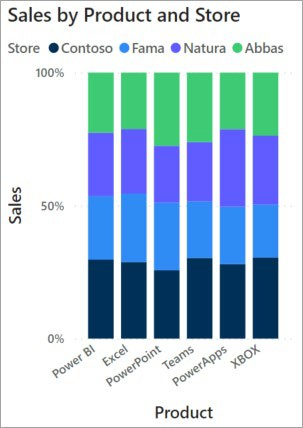 Sales by Product and Store
Store Contoso Fama Natura Abbas
100%
50%
0%
Sales
Power BI
Excel
PowerPoint
Teams
PowerApps
XBOX
Product